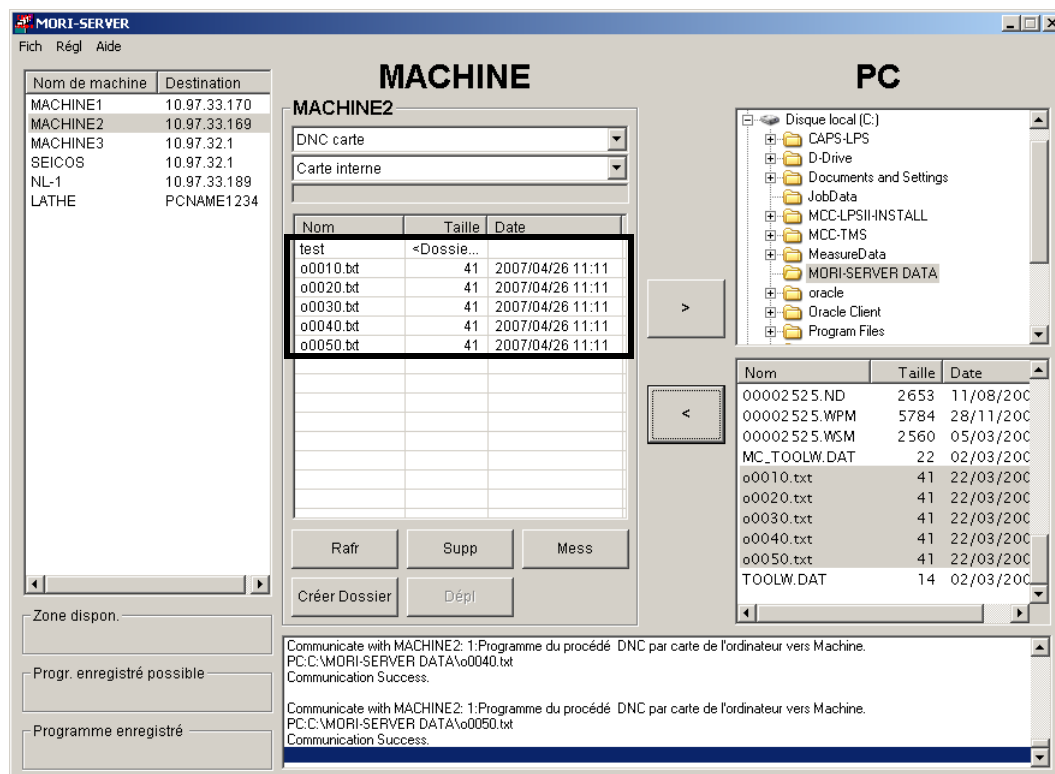 MORI-SERVER
Fich Régl Aide
Nom de machine Destination
MACHINE1 10.97.33.170
MACHINE2 10.97.33.169
MACHINE3 10.97.32.1
SEICOS 10.97.32.1
NL-1 10.97.33.189
LATHE PCNAME1234
Zone dispon.
Progr. enregistré possible
Programme enregistré
MACHINE
MACHINE2
DNC carte
Carte interne
Nom Taille Date
test <Dossie...
o0010.txt 41 2007/04/26 11:11
o0020.txt 41 2007/04/26 11:11
o0030.txt 41 2007/04/26 11:11
o0040.txt 41 2007/04/26 11:11
o0050.txt 41 2007/04/26 11:11
Rafr Supp Mess
Créer Dossier Dépl
>
<
PC
Disque local (C:)
CAPS-LPS
D-Drive
Documents and Settings
JobData
MCC-LPSII-INSTALL
MCC-TMS
MeasureData
MORI-SERVER DATA
oracle
Oracle Client
Program Files
Nom Taille Date
00002525.ND 2653 11/08/200
00002525.WPM 5784 28/11/200
00002525.WSM 2560 05/03/200
MC_TOOLW.DAT 22 02/03/200
o0010.txt 41 22/03/200
o0020.txt 41 22/03/200
o0030.txt 41 22/03/200
o0040.txt 41 22/03/200
o0050.txt 41 22/03/200
TOOLW.DAT 14 02/03/200
Communicate with MACHINE2: 1:Programme du procédé DNC par carte de l'ordinateur vers Machine.
PC:C:\MORI-SERVER DATA\o0040.txt
Communication Success.
Communicate with MACHINE2: 1:Programme du procédé DNC par carte de l'ordinateur vers Machine.
PC:C:\MORI-SERVER DATA\o0050.txt
Communication Success.